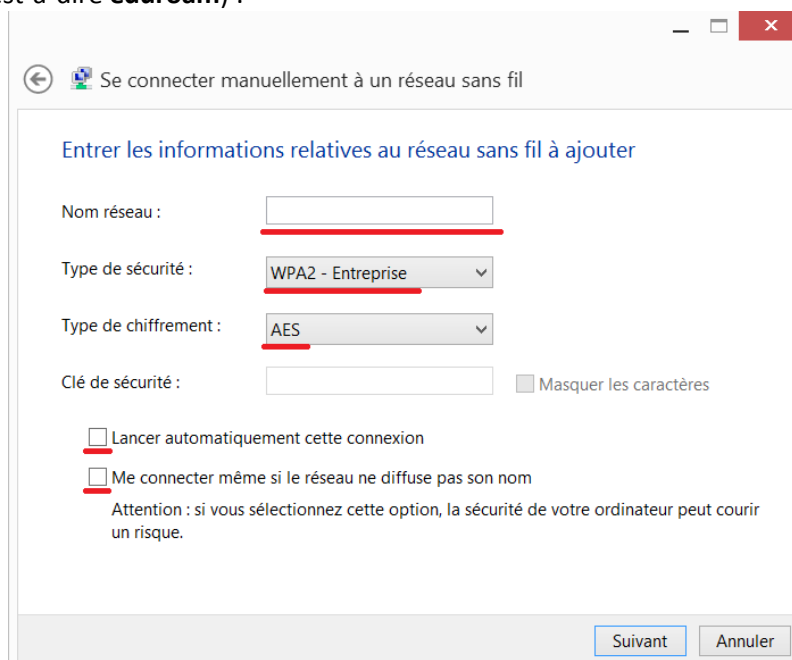 Se connecter manuellement à un réseau sans fil
Entrer les informations relatives au réseau sans fil à ajouter
Nom réseau :
Type de sécurité :
WPA2 - Entreprise
Type de chiffrement :
AES
Clé de sécurité :
Masquer les caractères
Lancer automatiquement cette connexion
Me connecter même si le réseau ne diffuse pas son nom
Attention : si vous sélectionnez cette option, la sécurité de votre ordinateur peut courir
un risque.
Suivant
Annuler